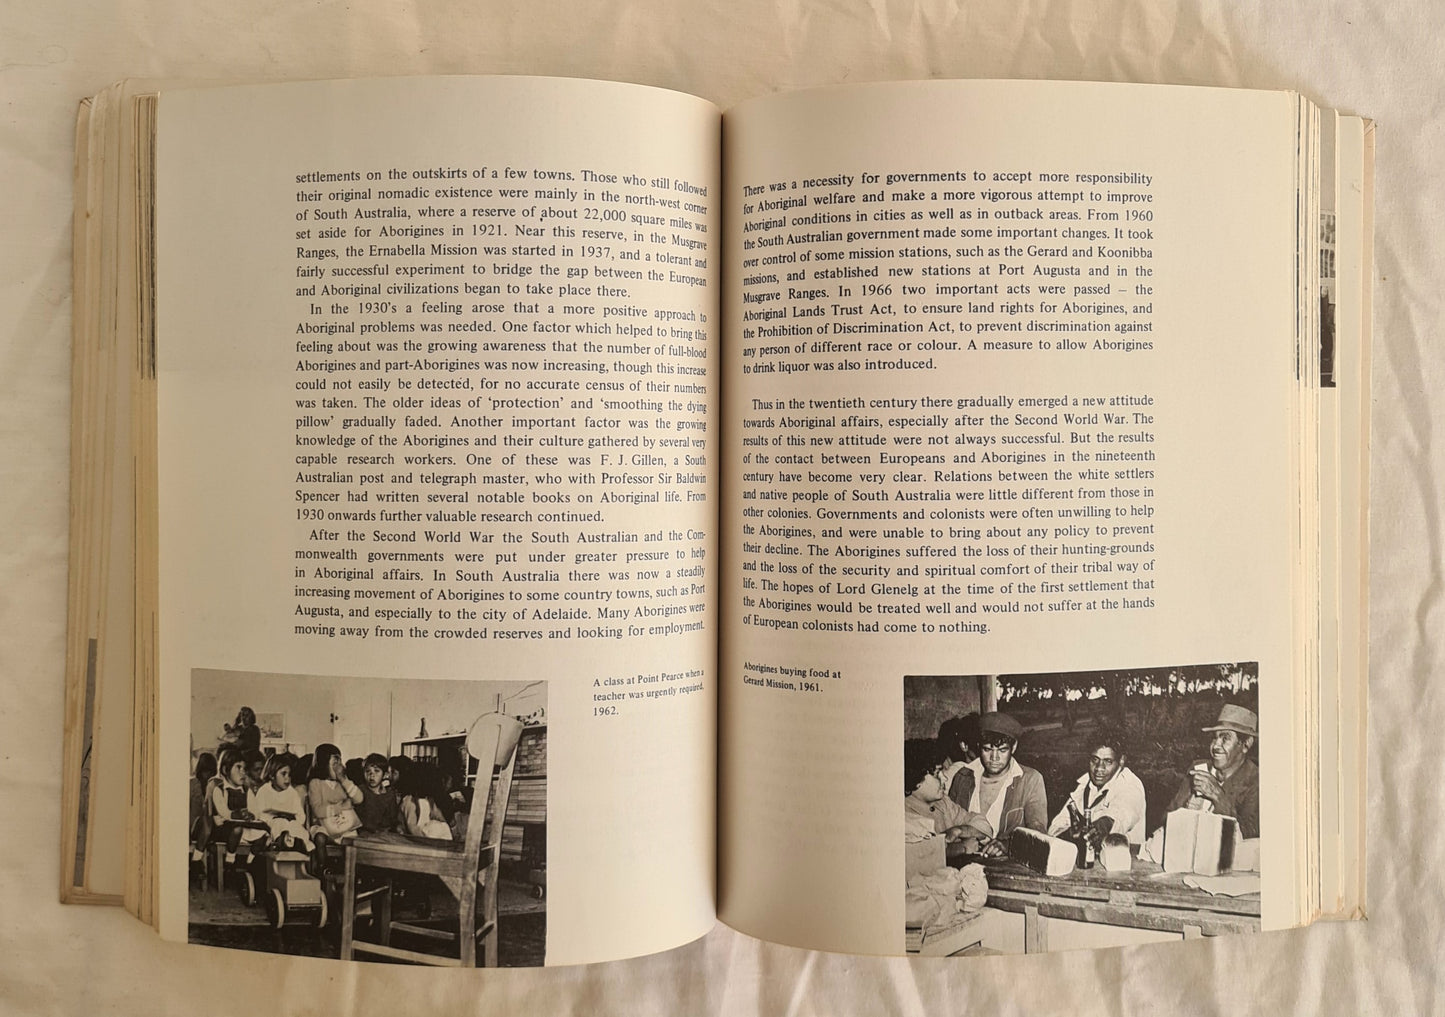 settlements on the outskirts of a few towns. Those who still followed
their original nomadic existence were mainly in the north-west corner
of South Australia, where a reserve of about 22,000 square miles was
set aside for Aborigines in 1921. Near this reserve, in the Musgrave
Ranges, the Ernabella Mission was started in 1937, and a tolerant and
fairly successful experiment to bridge the gap between the European
and Aboriginal civilizations began to take place there.
In the 1930's a feeling arose that a more positive approach to
Aboriginal problems was needed. One factor which helped to bring this
feeling about was the growing awareness that the number of full-blood
Aborigines and part-Aborigines was now increasing, though this increase
could not easily be detected, for no accurate census of their numbers
was taken. The older ideas of 'protection' and 'smoothing the dying
pillow' gradually faded. Another important factor was the growing
knowledge of the Aborigines and their culture gathered by several very
capable research workers. One of these was F. J. Gillen, a South
Australian post and telegraph master, who with Professor Sir Baldwin
Spencer had written several notable books on Aboriginal life. From
1930 onwards further valuable research continued.
After the Second World War the South Australian and the Com-
monwealth governments were put under greater pressure to help
in Aboriginal affairs. In South Australia there was now a steadily
increasing movement of Aborigines to some country towns, such as Port
Augusta, and especially to the city of Adelaide. Many Aborigines were
moving away from the crowded reserves and looking for employment.
A class at Point Pearce when a
teacher was urgently required,
1962.
There was a necessity for governments to accept more responsibility
for Aboriginal welfare and make a more vigorous attempt to improve
Aboriginal conditions in cities as well as in outback areas. From 1960
the South Australian government made some important changes. It took
over control of some mission stations, such as the Gerard and Koonibba
missions, and established new stations at Port Augusta and in the
Musgrave Ranges. In 1966 two important acts were passed – the
Aboriginal Lands Trust Act, to ensure land rights for Aborigines, and
the Prohibition of Discrimination Act, to prevent discrimination against
any person of different race or colour. A measure to allow Aborigines
to drink liquor was also introduced.
Thus in the twentieth century there gradually emerged a new attitude
towards Aboriginal affairs, especially after the Second World War. The
results of this new attitude were not always successful. But the results
of the contact between Europeans and Aborigines in the nineteenth
century have become very clear. Relations between the white settlers
and native people of South Australia were little different from those in
other colonies. Governments and colonists were often unwilling to help
the Aborigines, and were unable to bring about any policy to prevent
their decline. The Aborigines suffered the loss of their hunting-grounds
and the loss of the security and spiritual comfort of their tribal way of
life. The hopes of Lord Glenelg at the time of the first settlement that
the Aborigines would be treated well and would not suffer at the hands
of European colonists had come to nothing.
Aborigines buying food at
Gerard Mission, 1961.